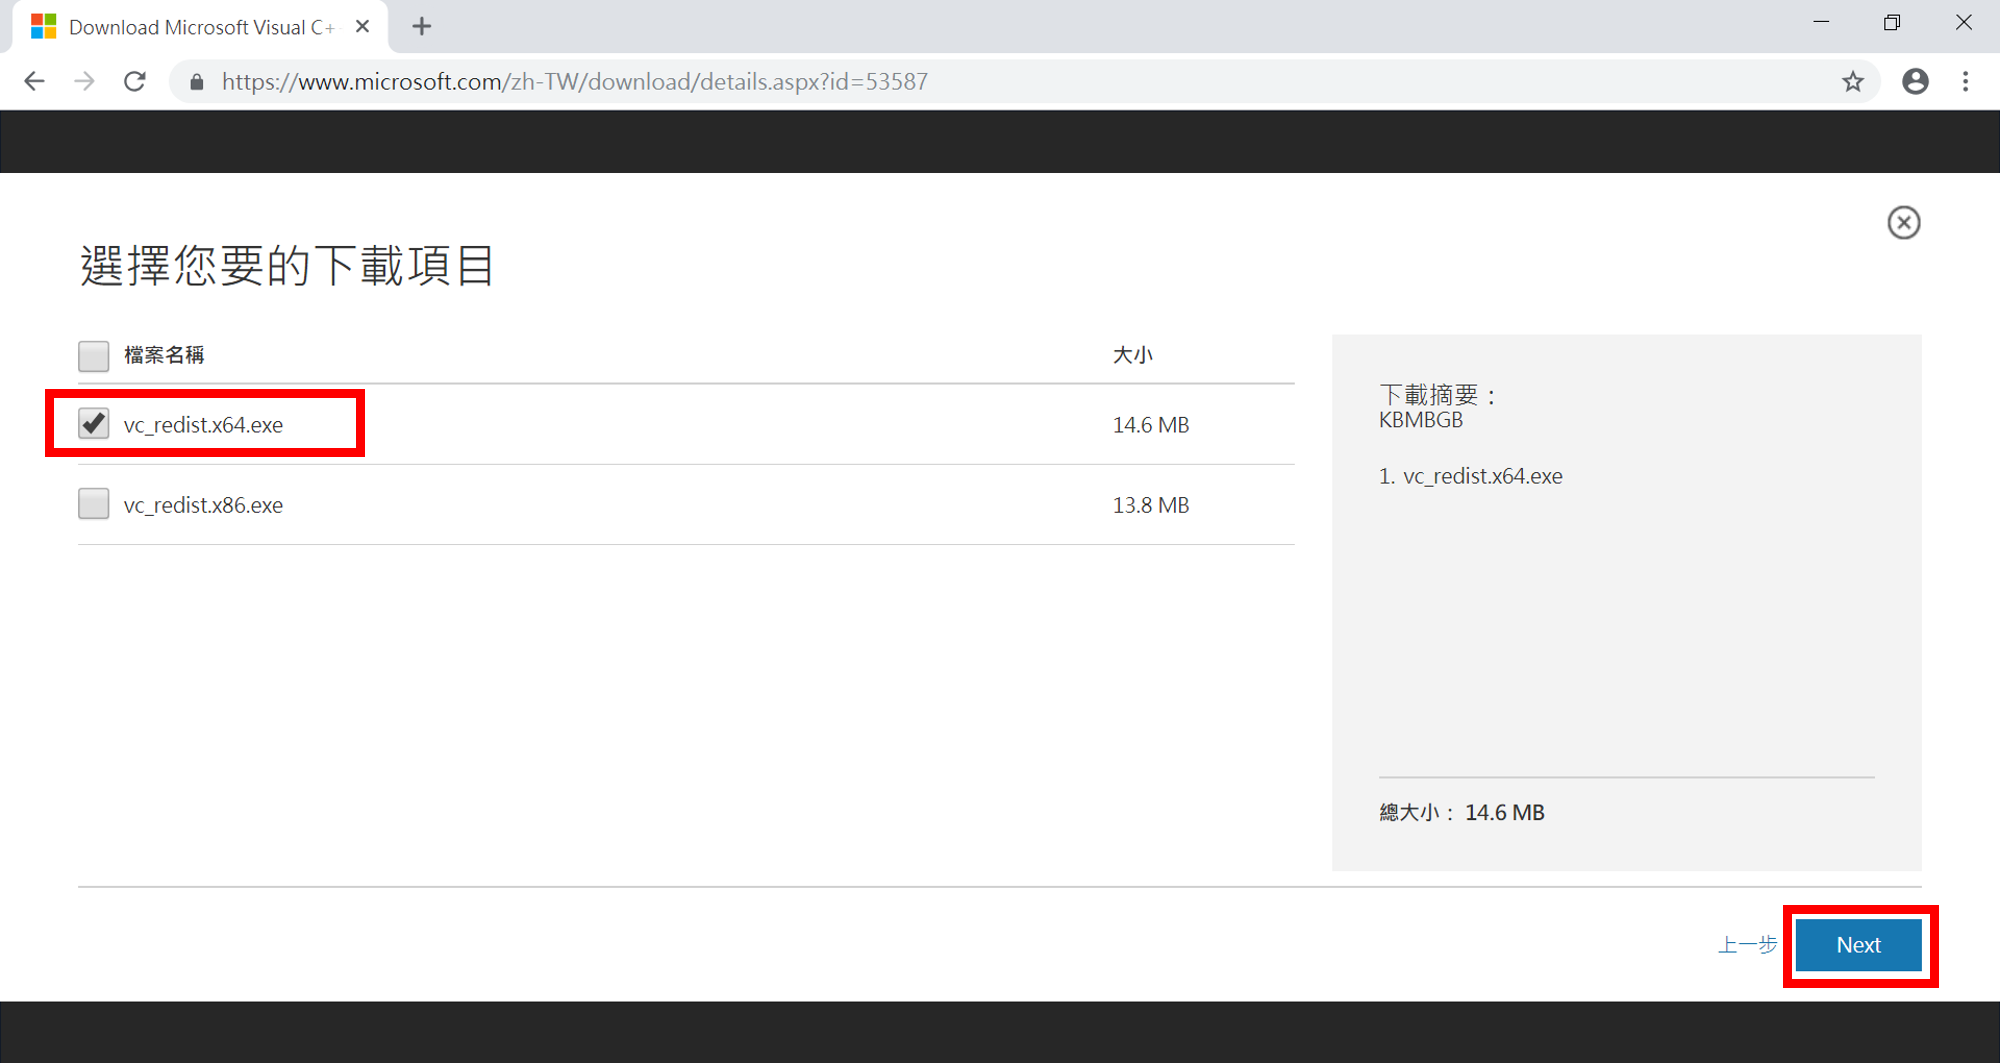 Download Microsoft Visual C+
https://www.microsoft.com/zh-TW/download/details.aspx?id=53587
選擇您要的下載項目
檔案名稱 大小
vc_redist.x64.exe 14.6 MB
vc_redist.x86.exe 13.8 MB
下載摘要：
KBMBGB
1. vc_redist.x64.exe
總大小： 14.6 MB
上一步 Next